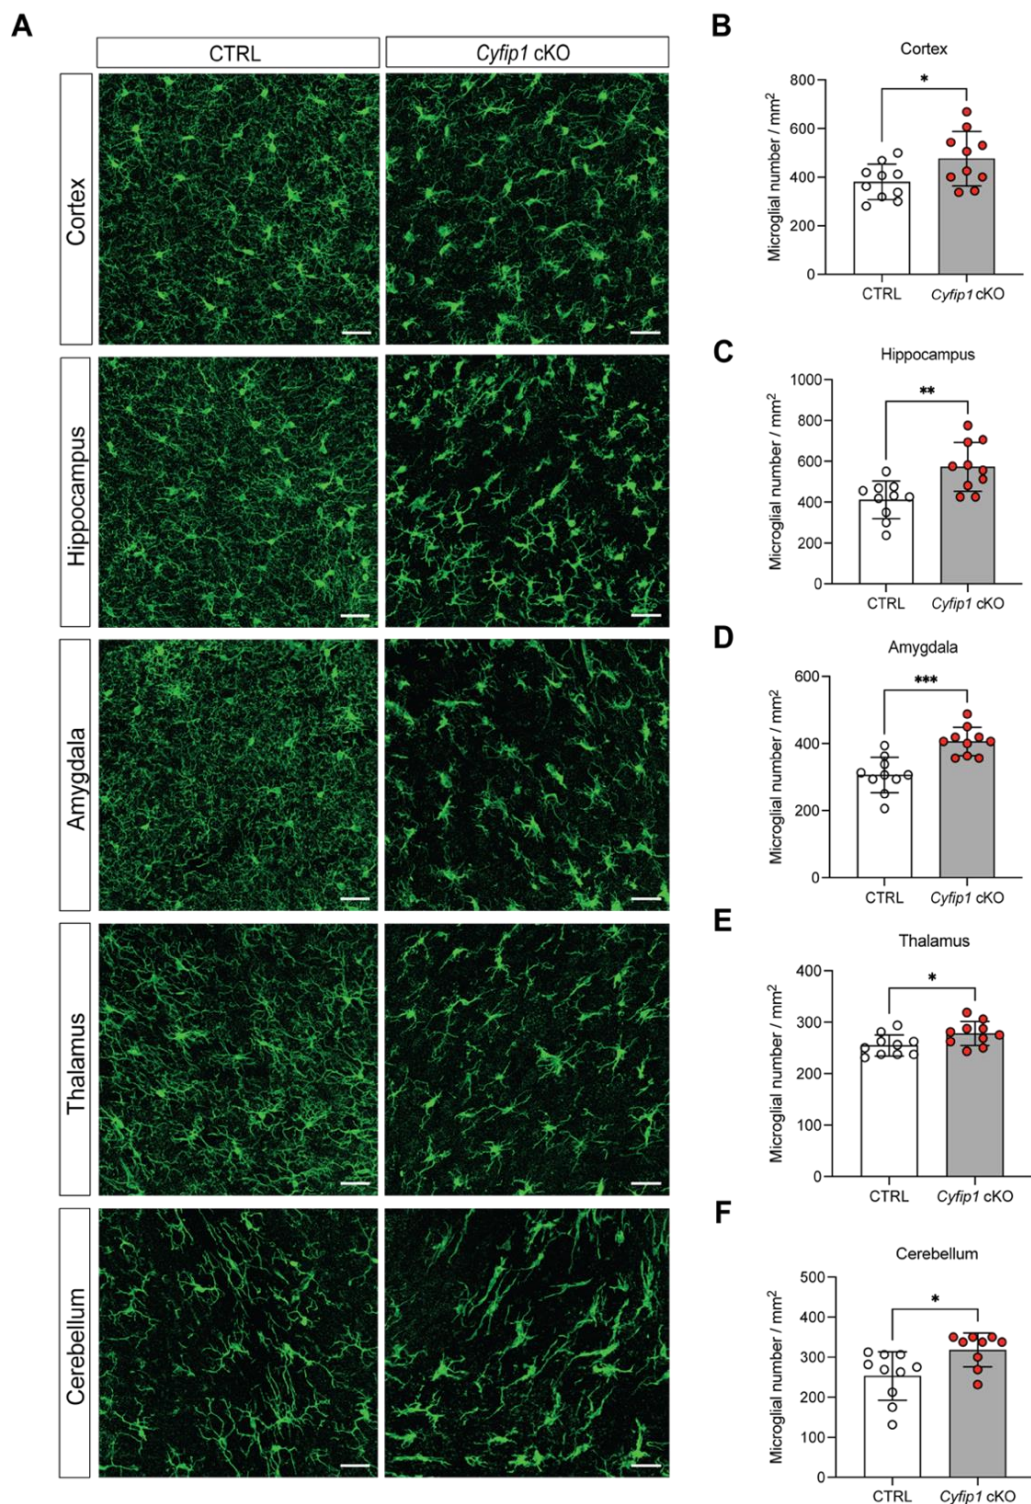 A
CTRL
Cyfip1 cKO
Cortex
Hippocampus
Amygdala
Thalamus
Cerebellum
B
Cortex
Microglial number / mm²
800
600
400
200
0
*
CTRL
Cyfip1 cKO
C
Hippocampus
Microglial number / mm²
1000
800
600
400
200
0
**
CTRL
Cyfip1 cKO
D
Amygdala
Microglial number / mm²
600
400
200
0
***
CTRL
Cyfip1 cKO
E
Thalamus
Microglial number / mm²
400
300
200
100
0
*
CTRL
Cyfip1 cKO
F
Cerebellum
Microglial number / mm²
500
400
300
200
100
0
*
CTRL
Cyfip1 cKO